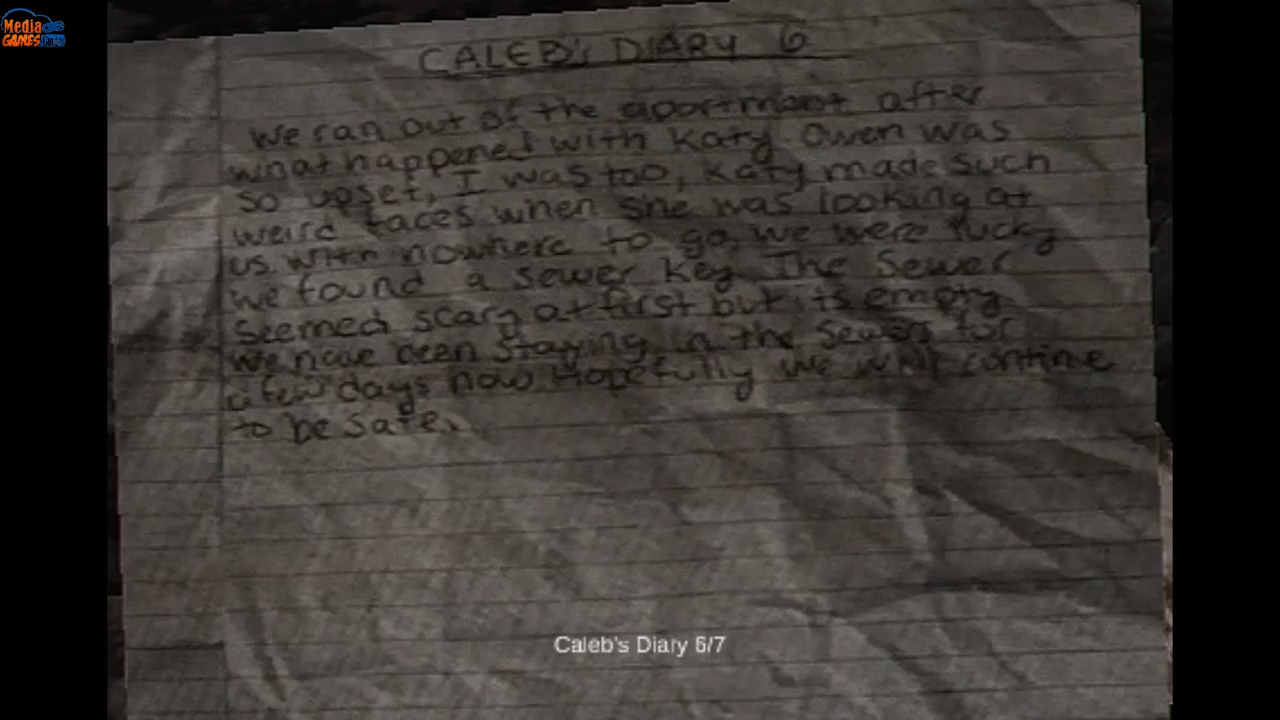 Media
GAMES
CALEB'S DIARY 6
We ran out of the apartment after
what happened with Katy Owen was
so upset, I was too, Katy made such
weird faces when she was looking at
us. With nowhere to go, we were lucky
we found a sewer key The Sewer
seemed scary at first but its empty
We have been staying in the Sewers for
a few days now Hopefully we will continue
to be safe.
Caleb's Diary 6/7